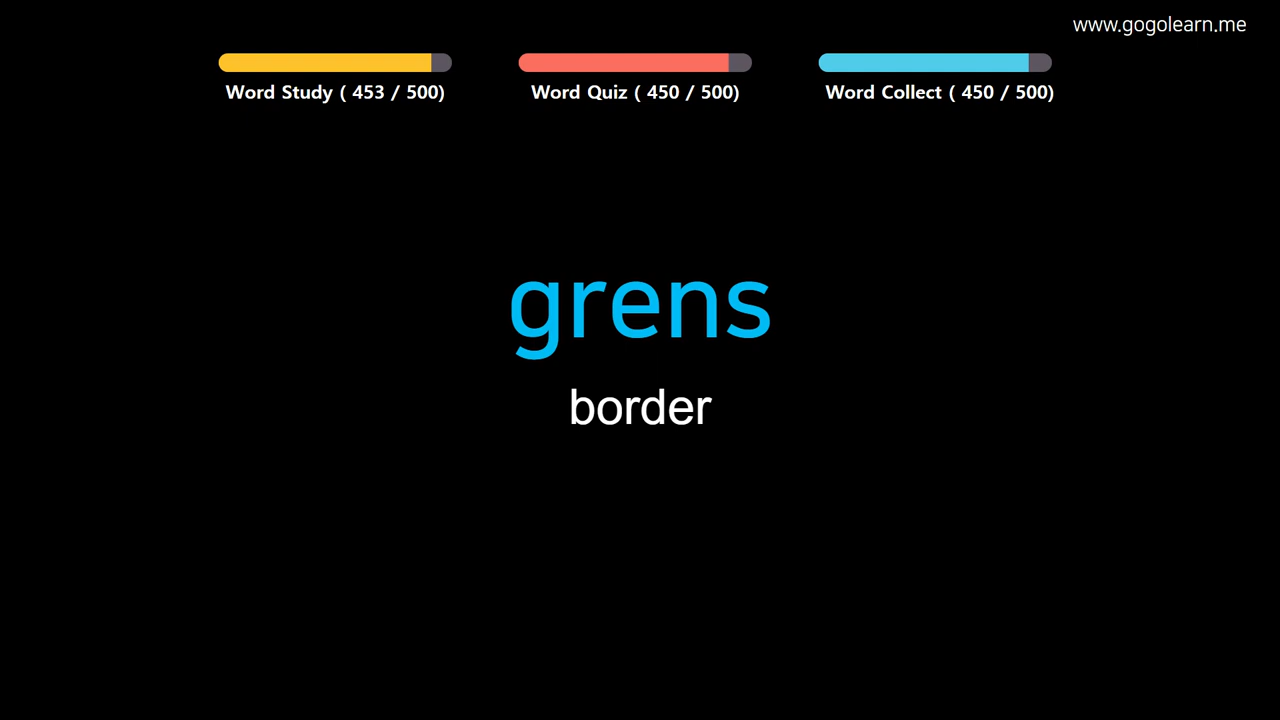 www.gogolearn.me
Word Study ( 453 / 500)
Word Quiz ( 450 / 500)
Word Collect ( 450 / 500)
grens
border